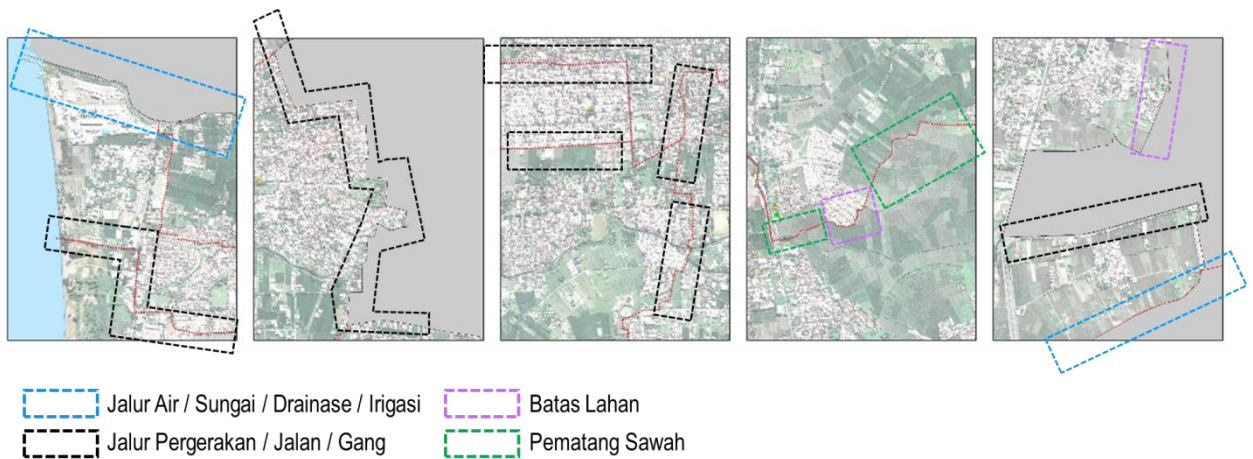 Jalur Air / Sungai / Drainase / Irigasi
Batas Lahan
Jalur Pergerakan / Jalan / Gang
Pematang Sawah